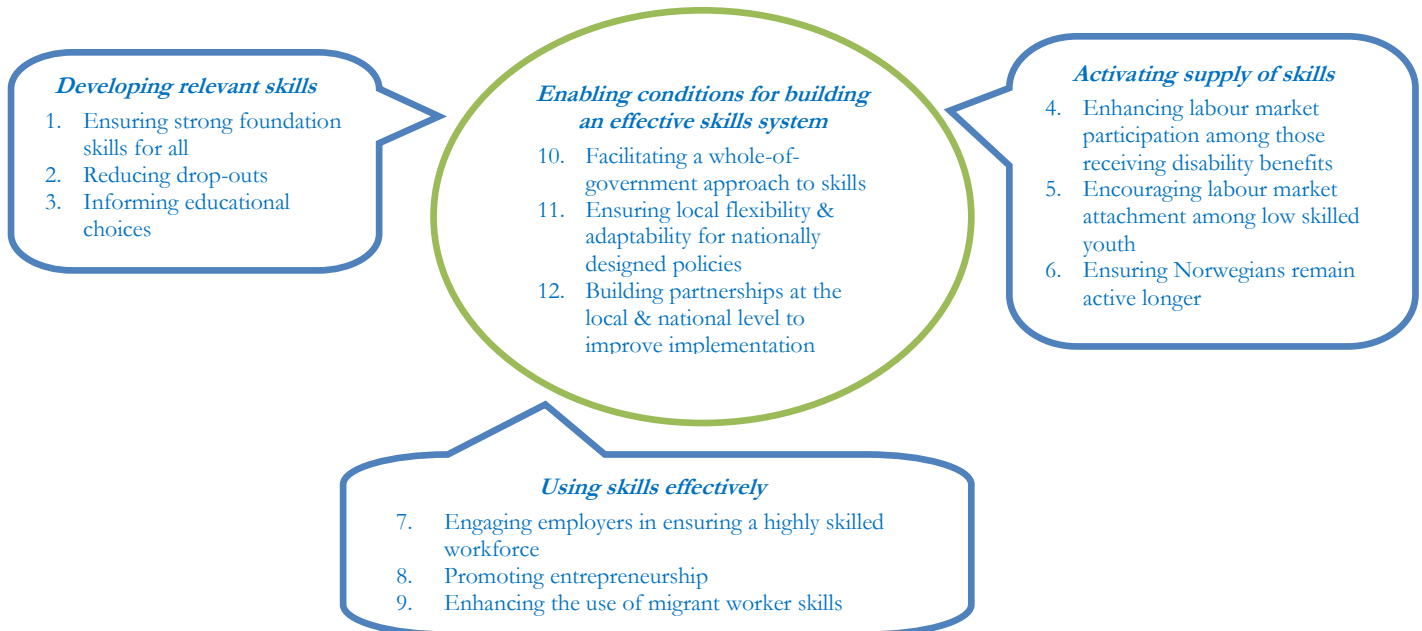 Developing relevant skills
1. Ensuring strong foundation
skills for all
2. Reducing drop-outs
3. Informing educational
choices
Enabling conditions for building
an effective skills system
10. Facilitating a whole-of-
government approach to skills
11. Ensuring local flexibility &
adaptability for nationally
designed policies
12. Building partnerships at the
local & national level to
improve implementation
Activating supply of skills
4. Enhancing labour market
participation among those
receiving disability benefits
5. Encouraging labour market
attachment among low skilled
youth
6. Ensuring Norwegians remain
active longer
Using skills effectively
7. Engaging employers in ensuring a highly skilled
workforce
8. Promoting entrepreneurship
9. Enhancing the use of migrant worker skills